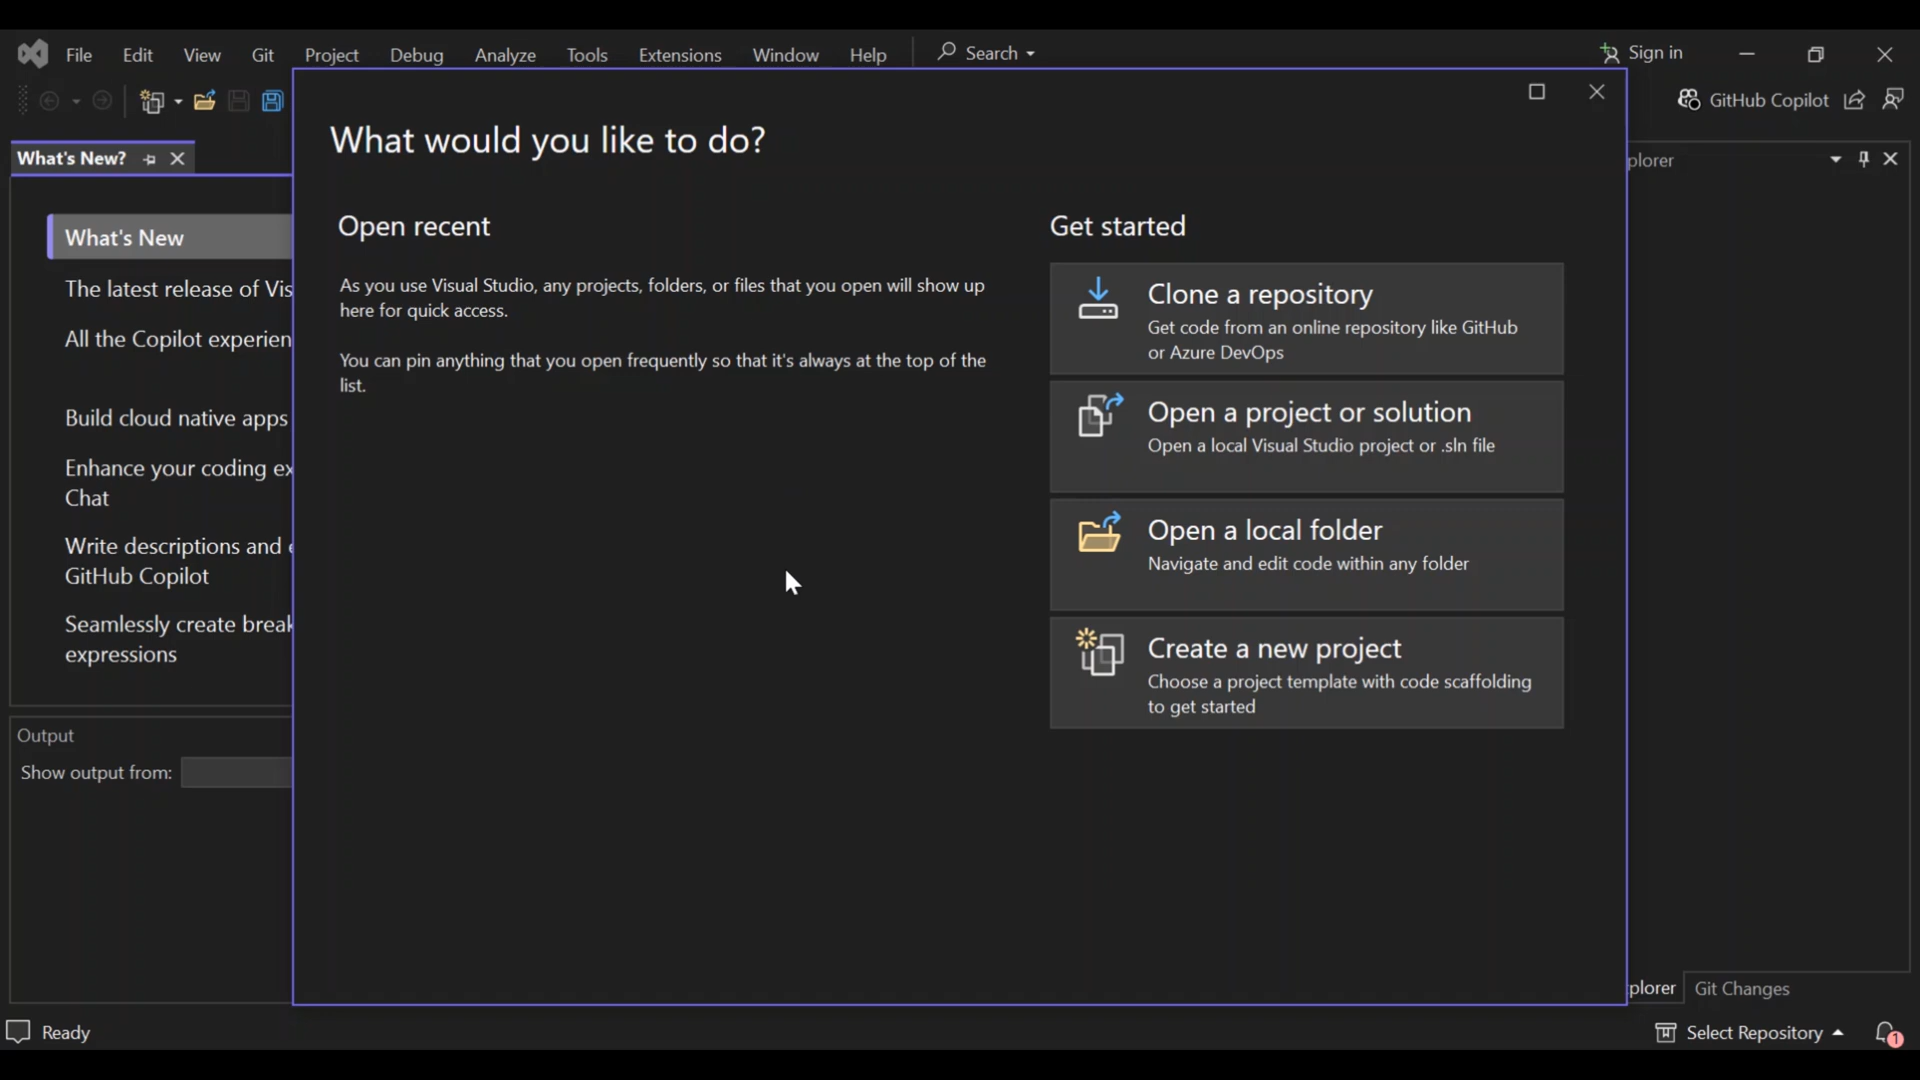 File Edit View Git Project Debug Analyze Tools Extensions Window Help Search Sign in
GitHub Copilot
What's New?
plorer
What would you like to do?
What's New
The latest release of Vis
All the Copilot experien
Build cloud native apps
Enhance your coding ex
Chat
Write descriptions and
GitHub Copilot
Seamlessly create break
expressions
Output
Show output from:
Open recent
As you use Visual Studio, any projects, folders, or files that you open will show up
here for quick access.
You can pin anything that you open frequently so that it's always at the top of the
list.
Get started
Clone a repository
Get code from an online repository like GitHub
or Azure DevOps
Open a project or solution
Open a local Visual Studio project or .sln file
Open a local folder
Navigate and edit code within any folder
Create a new project
Choose a project template with code scaffolding
to get started
plorer Git Changes
Ready
Select Repository 1